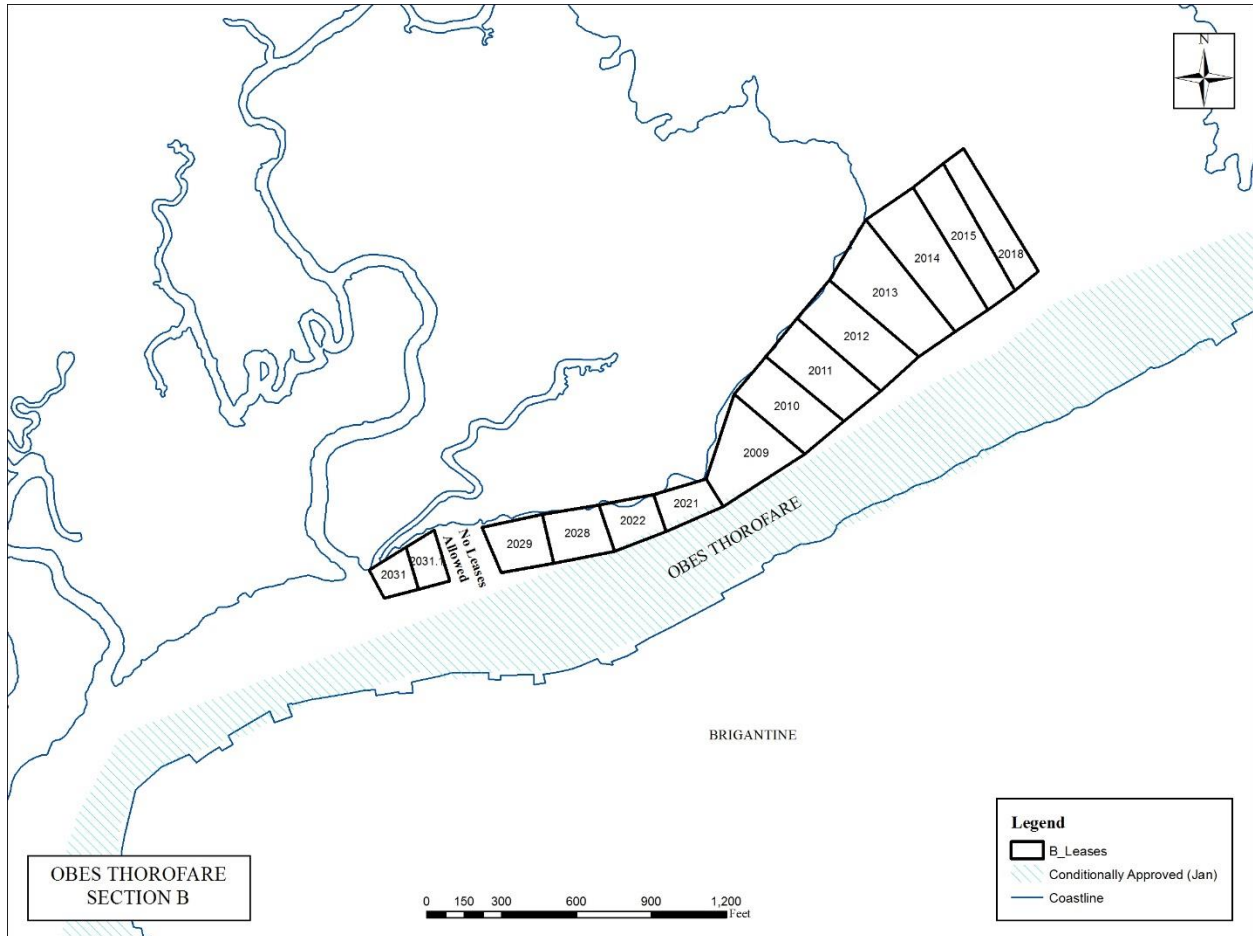 N
2018
2015
2014
2013
2012
2011
2010
2009
2021
2022
2028
2029
No Leases
Allowed
2031.1
2031
OBES THOROFARE
BRIGANTINE
OBES THOROFARE
SECTION B
0 150 300 600 900 1,200
Feet
Legend
B_Leases
Conditionally Approved (Jan)
Coastline